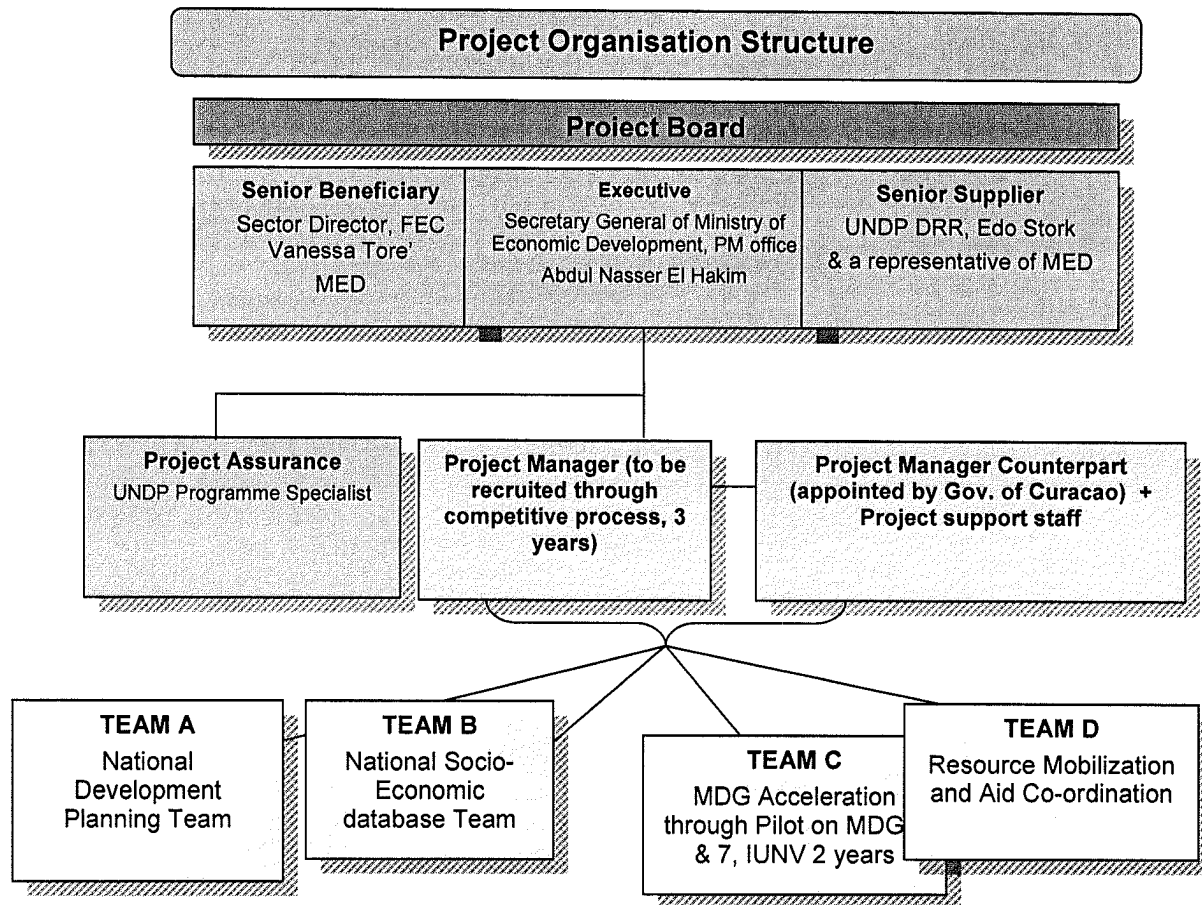 Project Organisation Structure
Project Board
Senior Beneficiary
Sector Director, FEC
Vanessa Tore'
MED
Executive
Secretary General of Ministry of
Economic Development, PM office
Abdul Nasser El Hakim
Senior Supplier
UNDP DRR, Edo Stork
& a representative of MED
Project Assurance
UNDP Programme Specialist
Project Manager (to be
recruited through
competitive process, 3
years)
Project Manager Counterpart
(appointed by Gov. of Curacao) +
Project support staff
TEAM A
National
Development
Planning Team
TEAM B
National Socio-
Economic
database Team
TEAM C
MDG Acceleration
through Pilot on MDG
& 7, IUNV 2 years
TEAM D
Resource Mobilization
and Aid Co-ordination